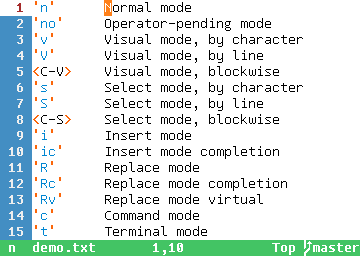 1 'n' Normal mode
2 'no' Operator-pending mode
3 'v' Visual mode, by character
4 'V' Visual mode, by line
5 <C-V> Visual mode, blockwise
6 's' Select mode, by character
7 'S' Select mode, by line
8 <C-S> Select mode, blockwise
9 'i' Insert mode
10 'ic' Insert mode completion
11 'R' Replace mode
12 'Rc' Replace mode completion
13 'Rv' Replace mode virtual
14 'c' Command mode
15 't' Terminal mode
n demo.txt 1,10 Top master